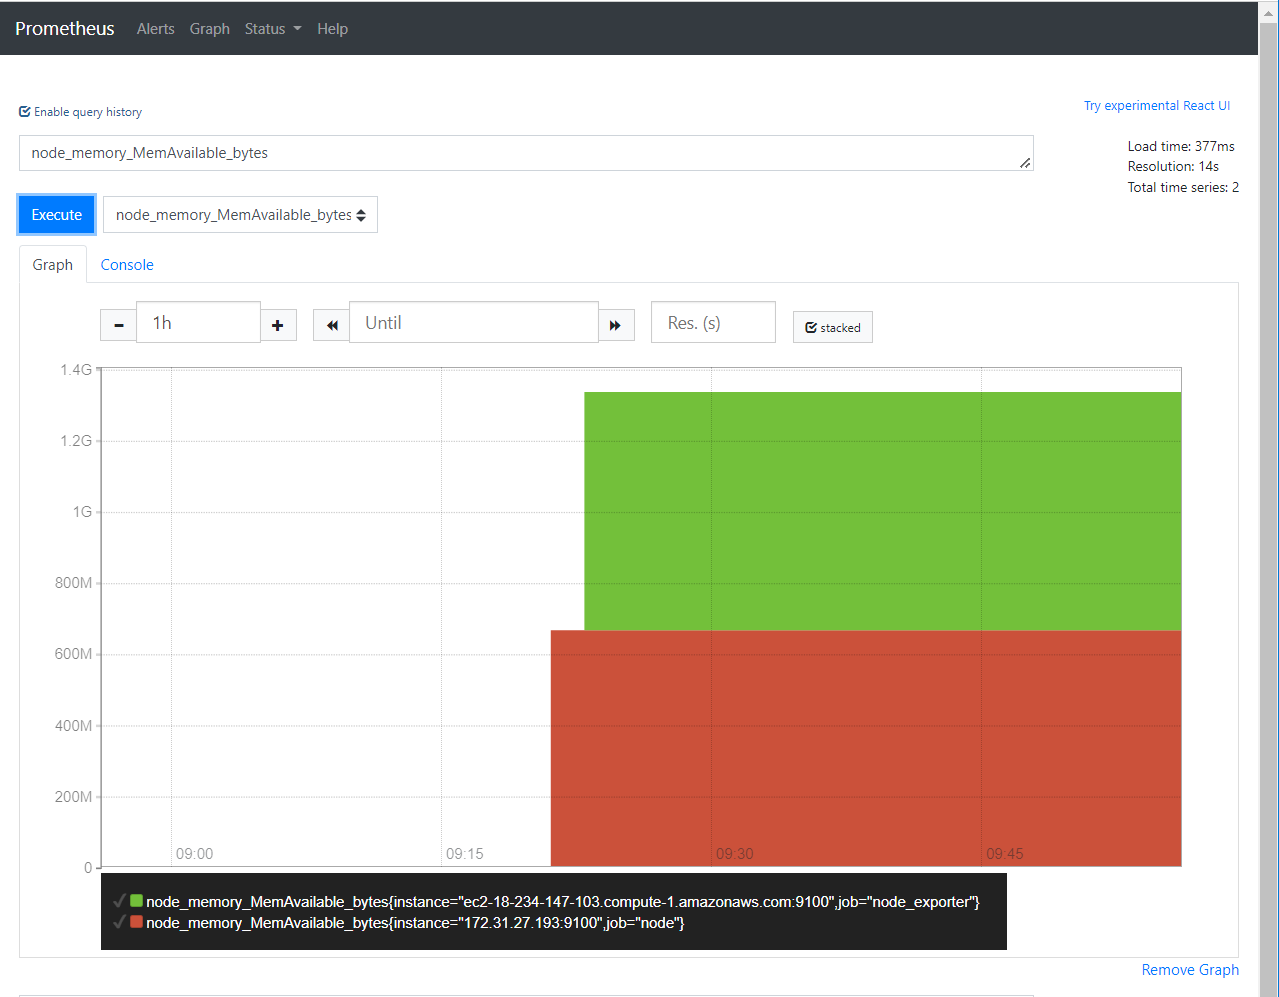 Prometheus Alerts Graph Status Help
Enable query history
Try experimental React UI
node_memory_MemAvailable_bytes
Load time: 377ms
Resolution: 14s
Total time series: 2
Execute
node_memory_MemAvailable_bytes
Graph Console
1h
Until
Res. (s)
stacked
1.4G
1.2G
1G
800M
600M
400M
200M
0
09:00 09:15 09:30 09:45
node_memory_MemAvailable_bytes{instance="ec2-18-234-147-103.compute-1.amazonaws.com:9100",job="node_exporter"}
node_memory_MemAvailable_bytes{instance="172.31.27.193:9100",job="node"}
Remove Graph